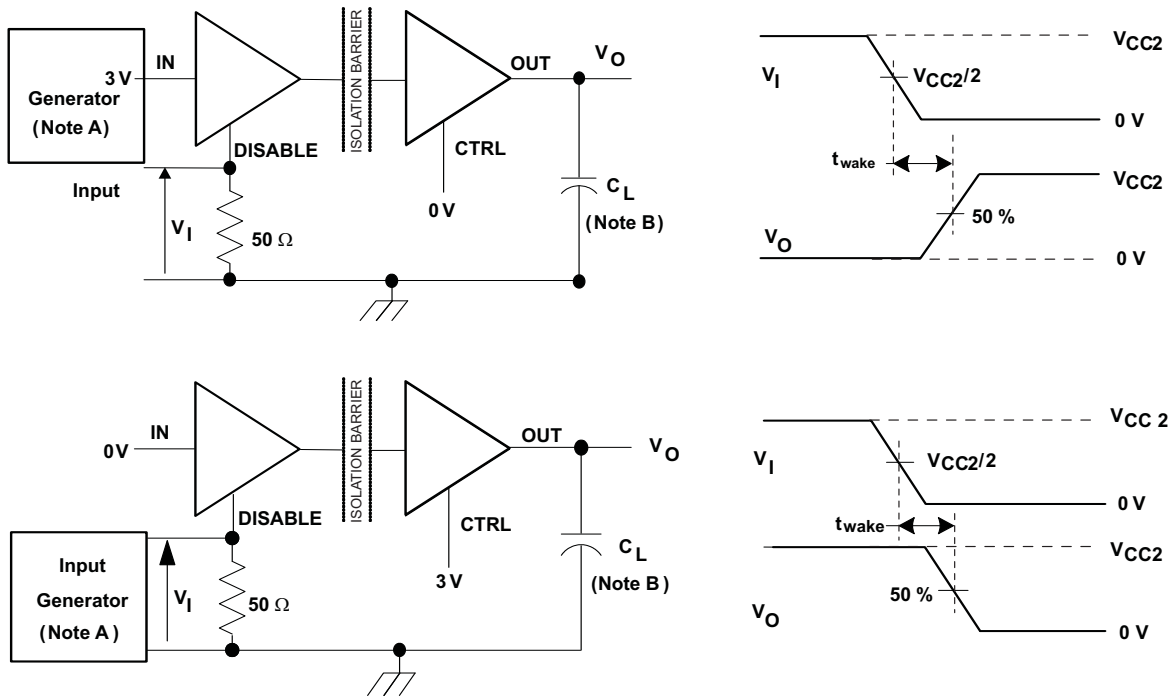 3 V
IN
Generator
(Note A)
Input
DISABLE
V_I
50 Ω
ISOLATION BARRIER
OUT
V_O
CTRL
0 V
C_L
(Note B)
V_I
V_CC2
V_CC2/2
0 V
t_wake
V_CC2
50 %
V_O
0 V
0 V
IN
DISABLE
Input
Generator
(Note A)
V_I
50 Ω
ISOLATION BARRIER
OUT
V_O
CTRL
3 V
C_L
(Note B)
V_CC 2
V_I
V_CC2/2
0 V
t_wake
V_CC2
50 %
V_O
0 V